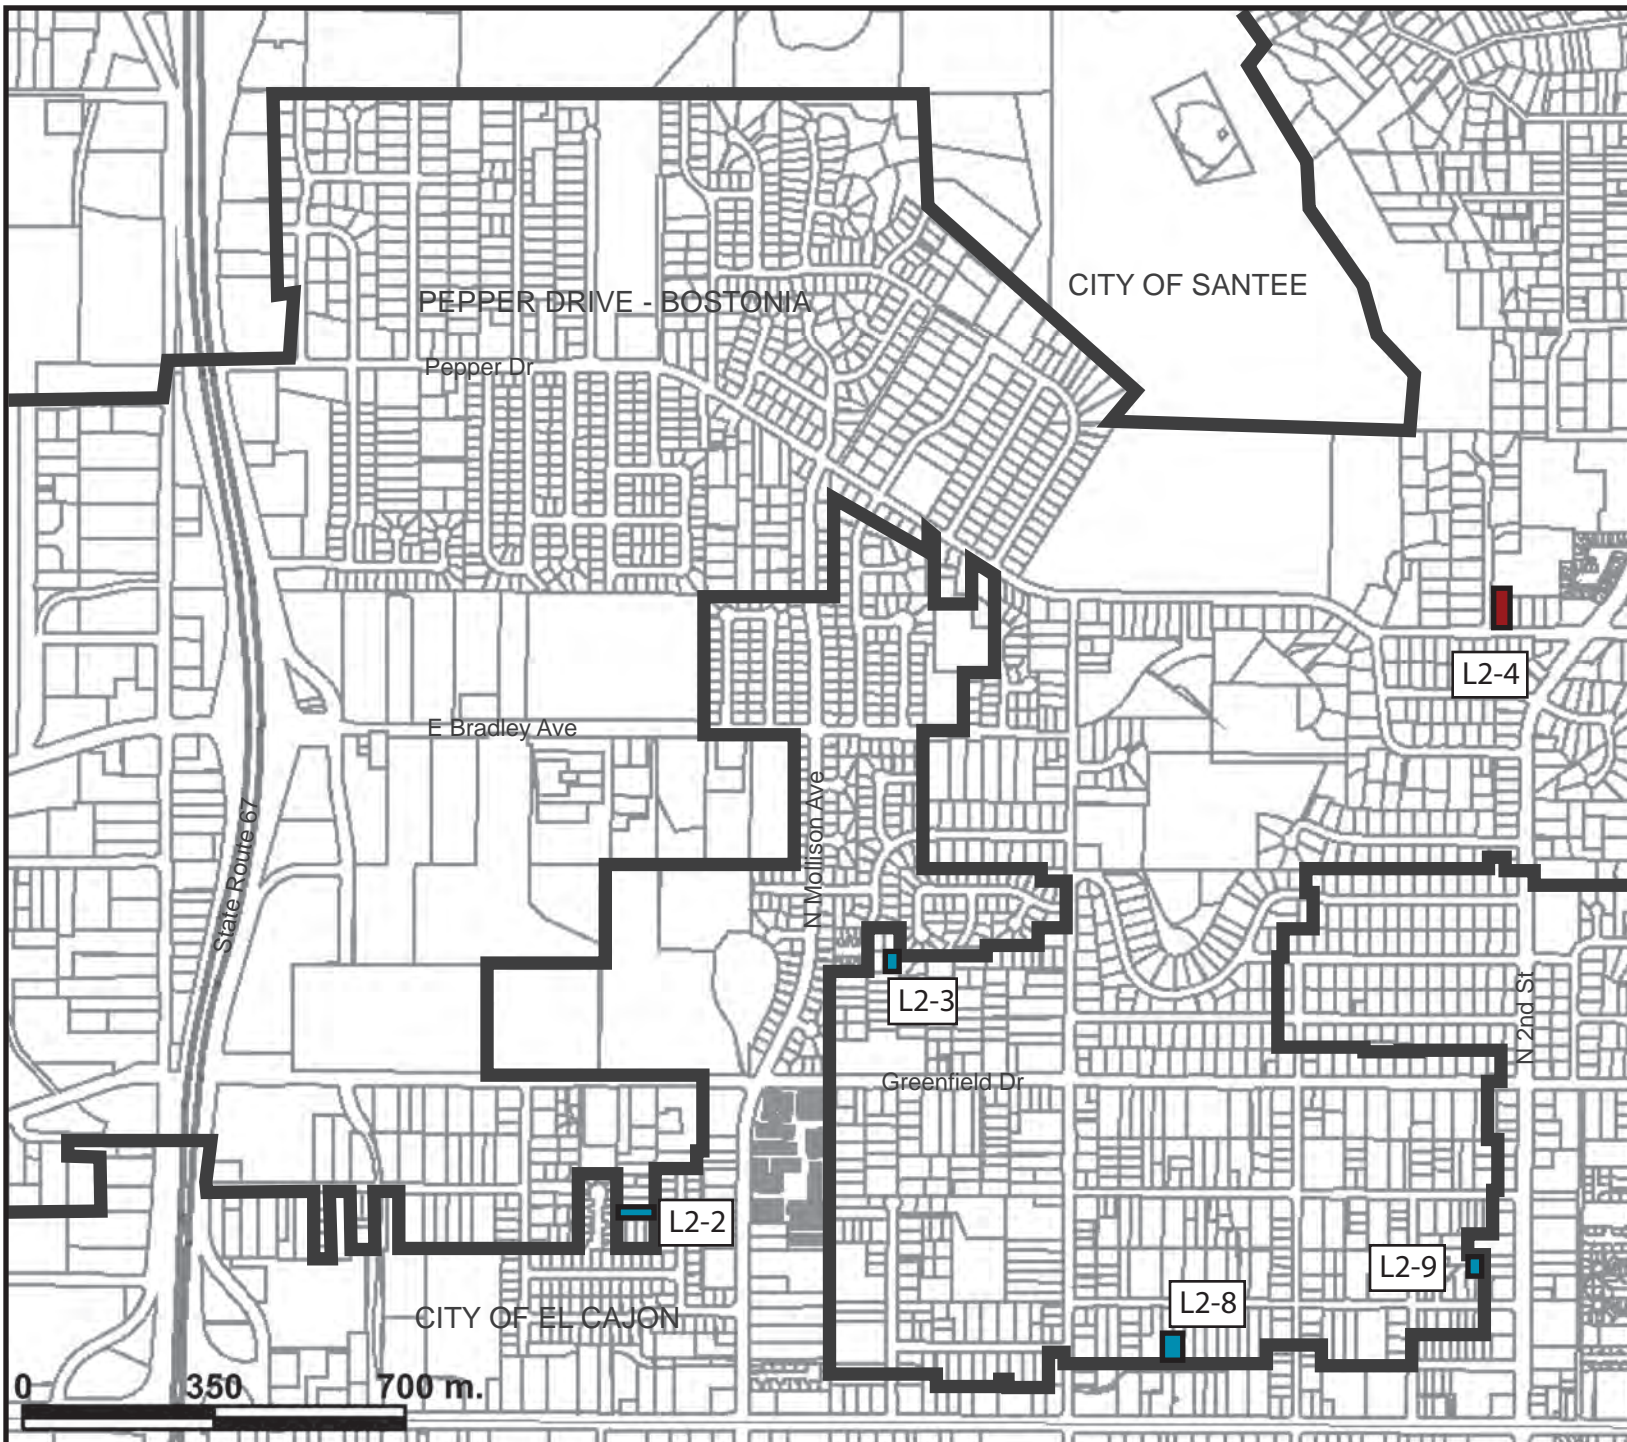 CITY OF SANTEE
PEPPER DRIVE - BOSTONIA
Pepper Dr
L2-4
E Bradley Ave
N Mollison Ave
State Route 67
L2-3
N 2nd St
Greenfield Dr
L2-2
L2-9
L2-8
CITY OF EL CAJON
0 350 700 m.